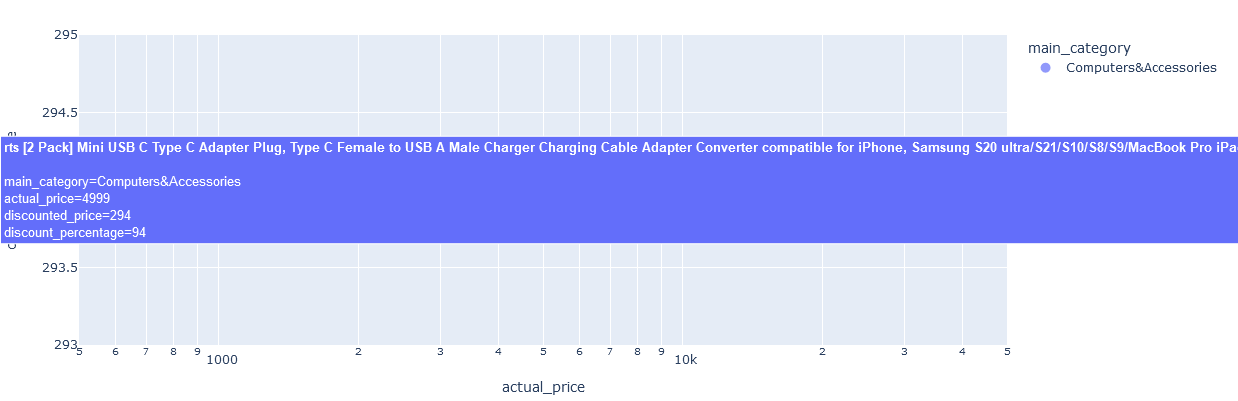 295
294.5
293.5
293
rts [2 Pack] Mini USB C Type C Adapter Plug, Type C Female to USB A Male Charger Charging Cable Adapter Converter compatible for iPhone, Samsung S20 ultra/S21/S10/S8/S9/MacBook Pro
main_category=Computers&Accessories
actual_price=4999
discounted_price=294
discount_percentage=94
5 6 7 8 9 2 3 4 5 6 7 8 9 2 3 4 5
1000 10k
actual_price
main_category
Computers&Accessories